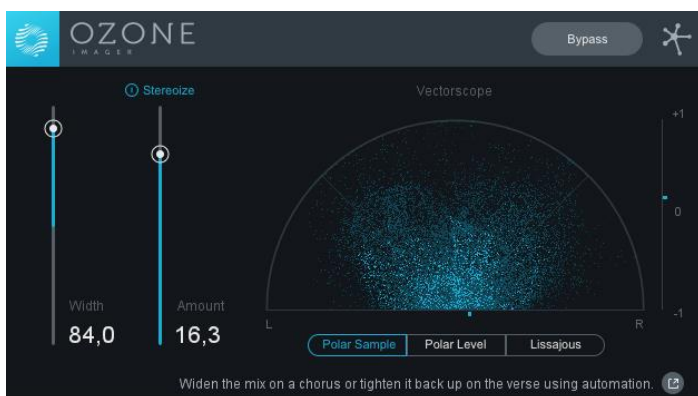 OZONE
IMAGER
Bypass
Stereoize
Vectorscope
+1
0
-1
Width
Amount
84,0
16,3
L
R
Polar Sample
Polar Level
Lissajous
Widen the mix on a chorus or tighten it back up on the verse using automation.